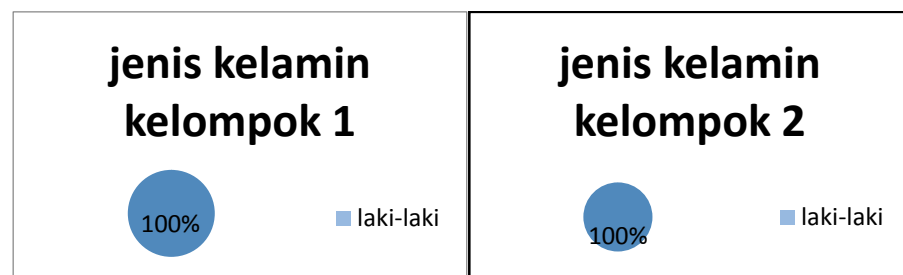 jenis kelamin
kelompok 1
100%
laki-laki
jenis kelamin
kelompok 2
100%
laki-laki